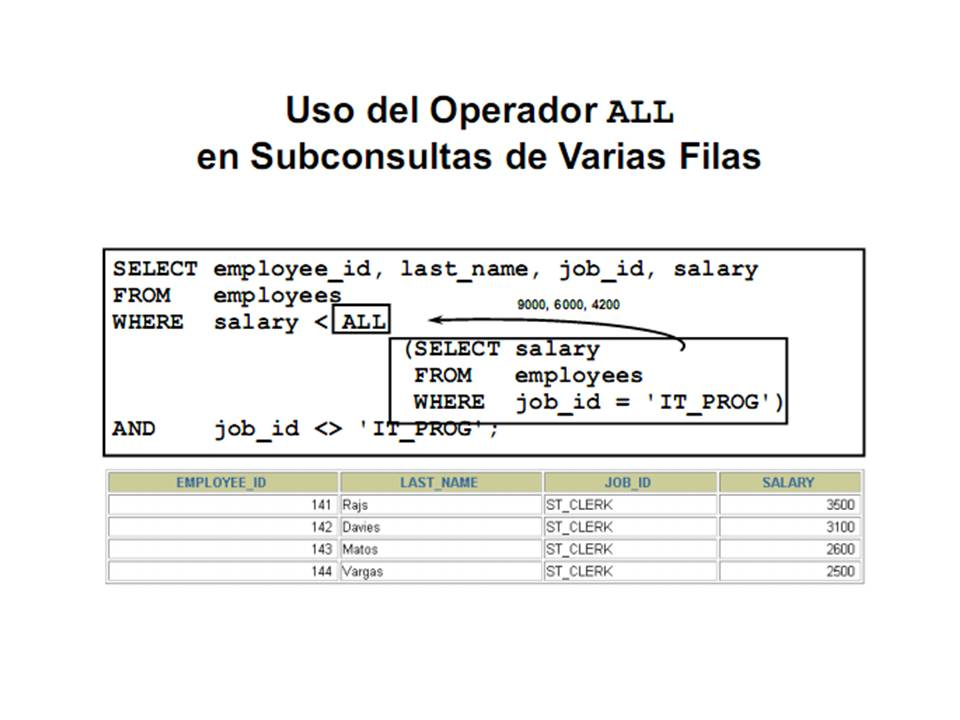 Uso del Operador ALL
en Subconsultas de Varias Filas
SELECT employee_id, last_name, job_id, salary
FROM employees
9000, 6000, 4200
WHERE salary < ALL
(SELECT salary
FROM employees
WHERE job_id = 'IT_PROG')
AND job_id <> 'IT_PROG';
EMPLOYEE_ID LAST_NAME JOB_ID SALARY
141 Rajs ST_CLERK 3500
142 Davies ST_CLERK 3100
143 Matos ST_CLERK 2600
144 Vargas ST_CLERK 2500